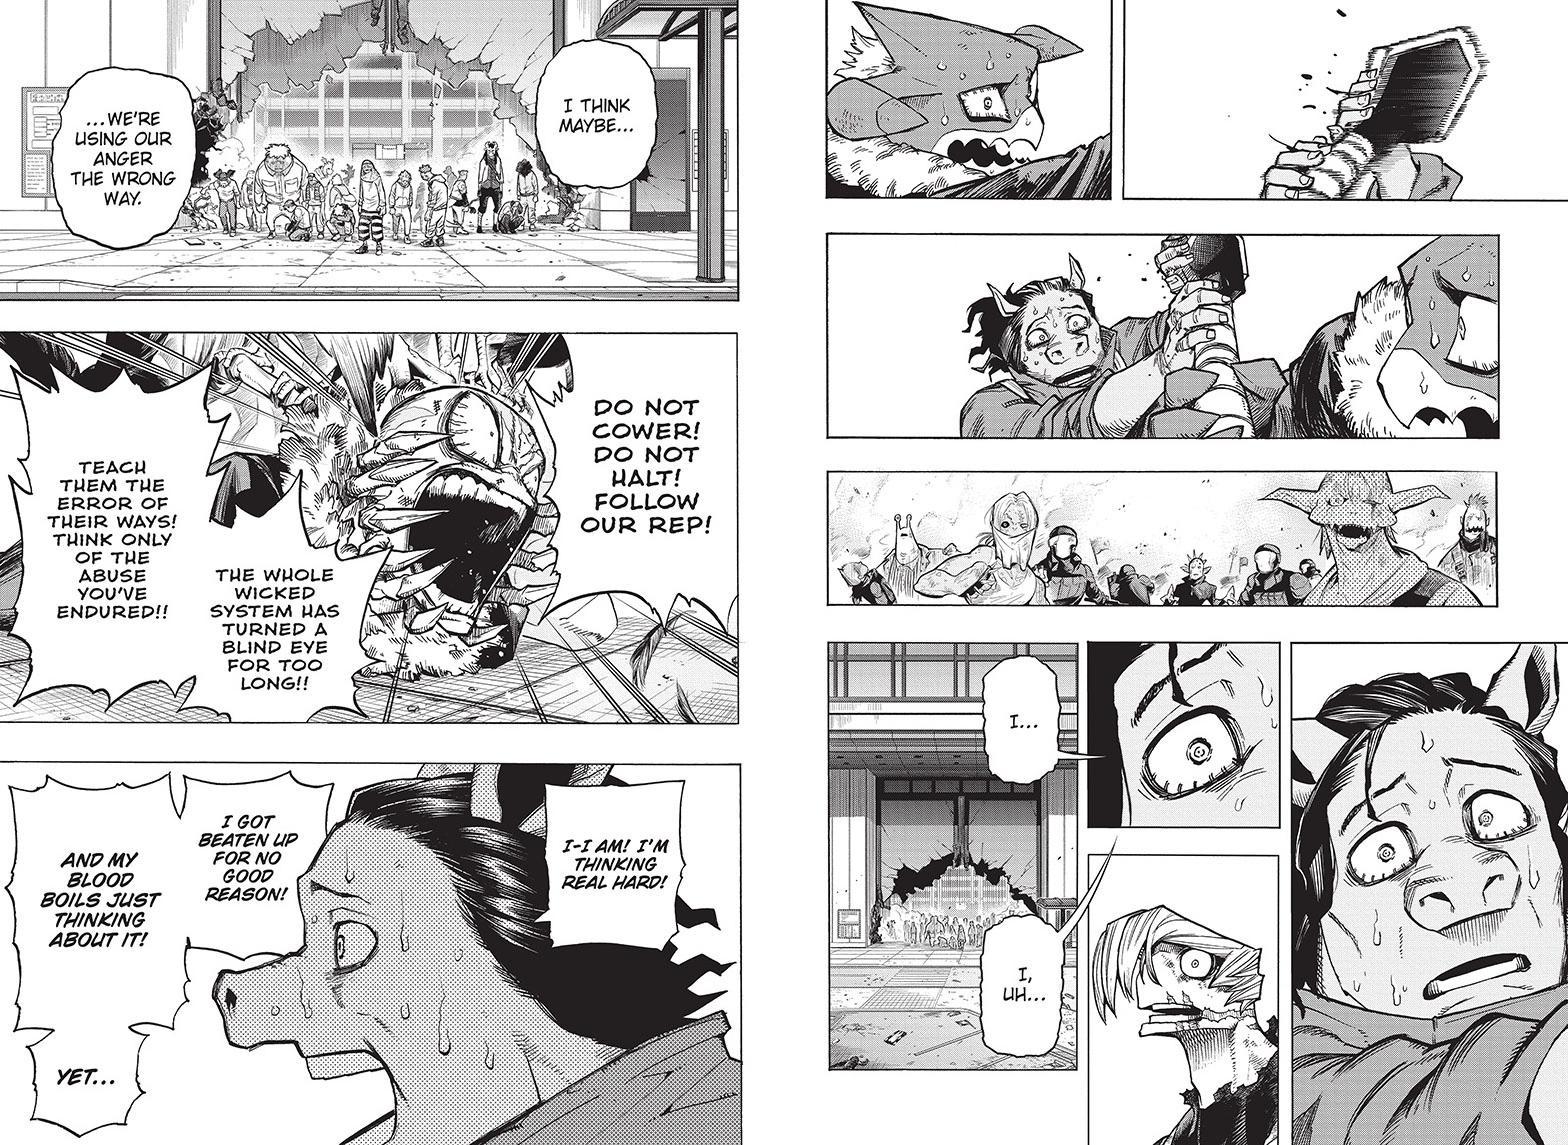 I...
I,
UH...
I THINK
MAYBE...
...WE'RE
USING OUR
ANGER
THE WRONG
WAY.
DO NOT
COWER!
DO NOT
HALT!
FOLLOW
OUR REP!
THE WHOLE
WICKED
SYSTEM HAS
TURNED A
BLIND EYE
FOR TOO
LONG!!
TEACH
THEM THE
ERROR OF
THEIR WAYS!
THINK ONLY
OF THE
ABUSE
YOU'VE
ENDURED!!
I-I AM! I'M
THINKING
REAL HARD!
I GOT
BEATEN UP
FOR NO
GOOD
REASON!
AND MY
BLOOD
BOILS JUST
THINKING
ABOUT IT!
YET...